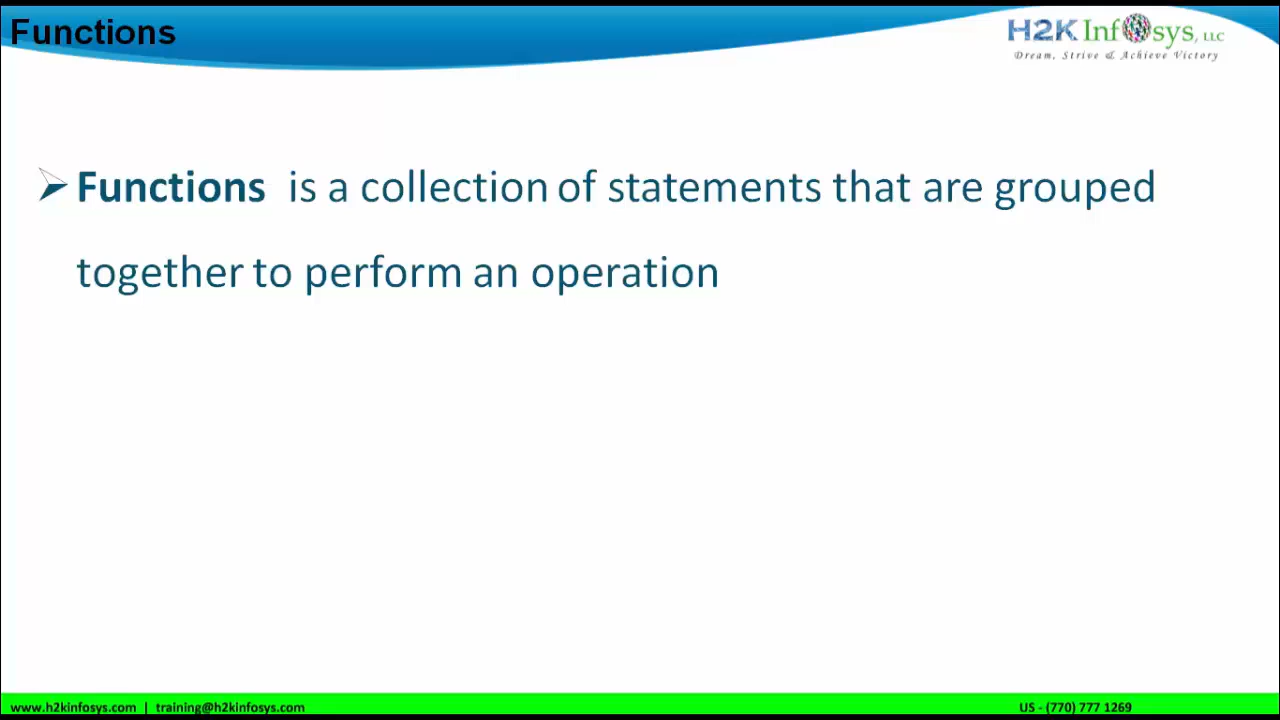 Functions
H2K Infosys, LLC
Dream, Strive & Achieve Victory
Functions is a collection of statements that are grouped
together to perform an operation
www.h2kinfosys.com | training@h2kinfosys.com
US - (770) 777 1269